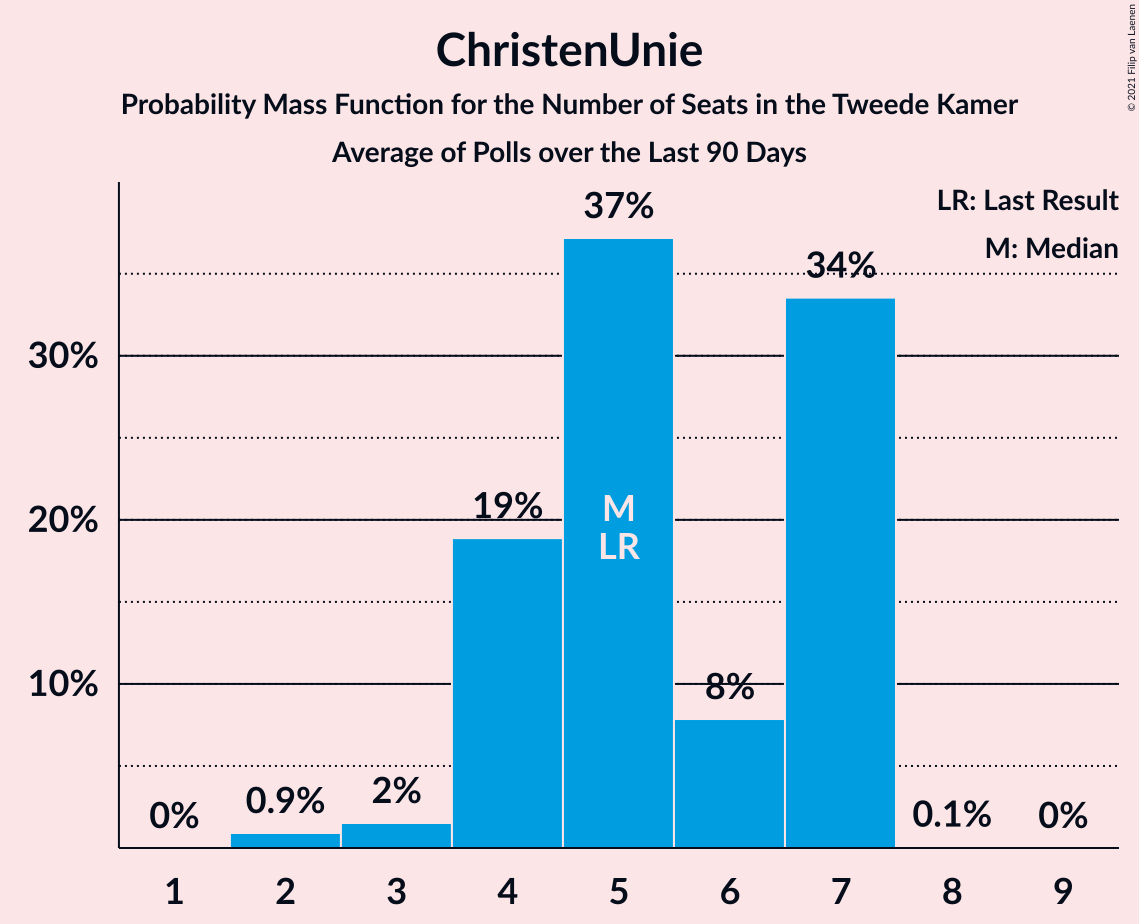 ChristenUnie
Probability Mass Function for the Number of Seats in the Tweede Kamer
Average of Polls over the Last 90 Days
© 2021 Filip van Laenen
LR: Last Result
M: Median
37%
34%
30%
19%
20%
M
LR
10%
8%
0%
0.9%
2%
0.1%
0%
1 2 3 4 5 6 7 8 9